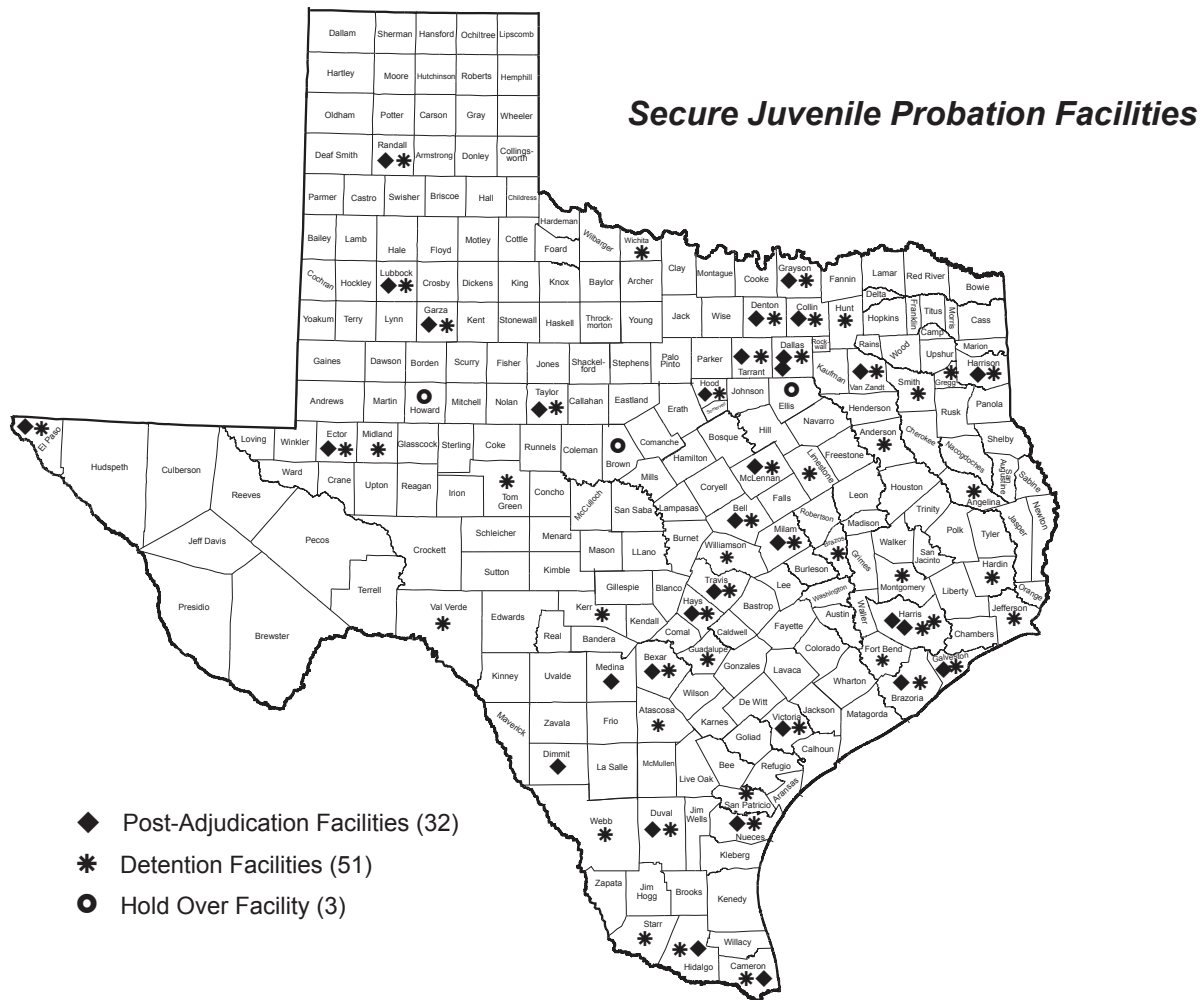 Secure Juvenile Probation Facilities
Dallam Sherman Hansford Ochiltree Lipscomb
Hartley Moore Hutchinson Roberts Hemphill
Oldham Potter Carson Gray Wheeler
Deaf Smith Randall Armstrong Donley Collings-
worth
Parmer Castro Swisher Briscoe Hall Childress
Hardeman
Bailey Lamb Hale Floyd Motley Cottle Foard Wilbarger Wichita
Clay Montague Cooke Grayson Fannin Lamar Red River Bowie
Cochran Hockley Lubbock Crosby Dickens King Knox Baylor Archer
Delta
Yoakum Terry Lynn Garza Kent Stonewall Haskell Throck-
morton Young Jack Wise Denton Collin Hunt Hopkins Franklin Titus Morris Cass
Camp
Gaines Dawson Borden Scurry Fisher Jones Shackel-
ford Stephens Palo
Pinto Parker Tarrant Dallas Rock-
wall Kaufman Rains Wood Upshur Marion
Van Zandt Gregg Harrison
Andrews Martin Howard Mitchell Nolan Taylor Callahan Eastland Erath Hood Somervell Johnson Ellis Henderson Smith Rusk Panola
El Paso Hudspeth Culberson Loving Winkler Ector Midland Glasscock Sterling Coke Runnels Coleman Brown Comanche Bosque Hill Navarro Anderson Cherokee Nacogdoches Shelby
Reeves Ward Crane Upton Reagan Irion Tom
Green Concho McCulloch Mills Hamilton McLennan Limestone Freestone San
Augustine Sabine
Jeff Davis Pecos Crockett Schleicher Menard San Saba Lampasas Coryell Bell Falls Robertson Leon Houston Angelina
Presidio Brewster Terrell Sutton Kimble Mason LLano Burnet Williamson Milam Brazos Madison Trinity Polk Tyler Jasper Newton
Grimes Walker San
Jacinto Hardin
Val Verde Edwards Kerr Gillespie Blanco Travis Lee Burleson Washington Montgomery Liberty Orange
Real Bandera Kendall Hays Bastrop Austin Waller Harris Jefferson
Comal Caldwell Fayette Chambers
Kinney Uvalde Medina Bexar Guadalupe Gonzales Lavaca Colorado Fort Bend Galveston
Wilson Wharton Brazoria
Maverick Zavala Frio Atascosa Karnes De Witt Jackson Matagorda
Victoria
Dimmit La Salle McMullen Live Oak Bee Goliad Calhoun
Refugio
Aransas
San Patricio
Webb Duval Jim
Wells Nueces
Kleberg
Zapata Jim
Hogg Brooks Kenedy
Starr Hidalgo Willacy
Cameron
Post-Adjudication Facilities (32)
Detention Facilities (51)
Hold Over Facility (3)